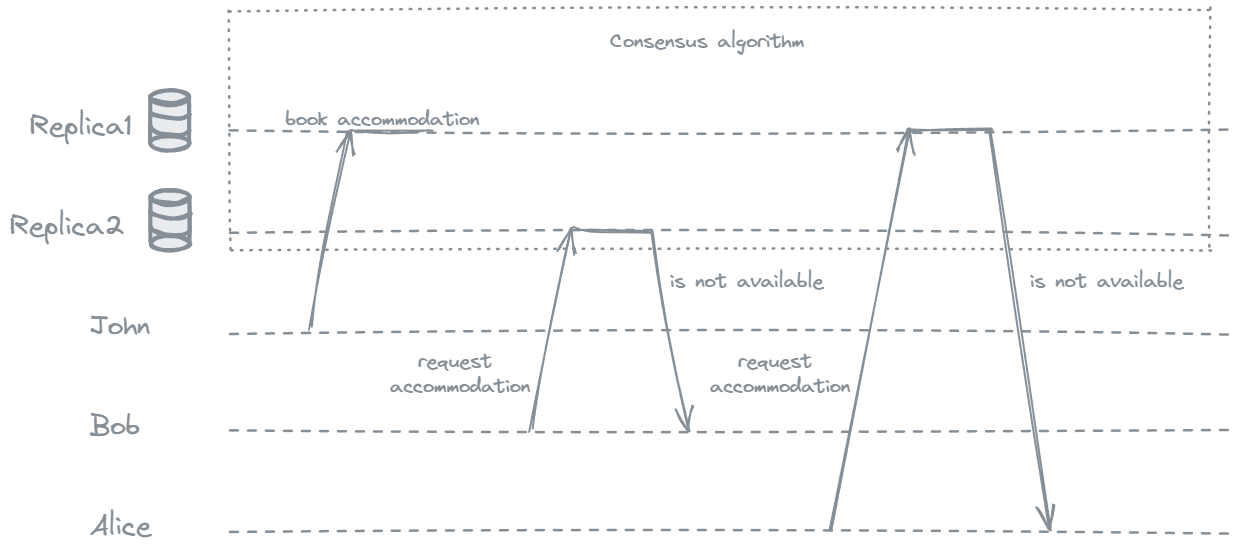 Consensus algorithm
Replica1
book accommodation
Replica2
is not available
is not available
John
request
accommodation
request
accommodation
Bob
Alice